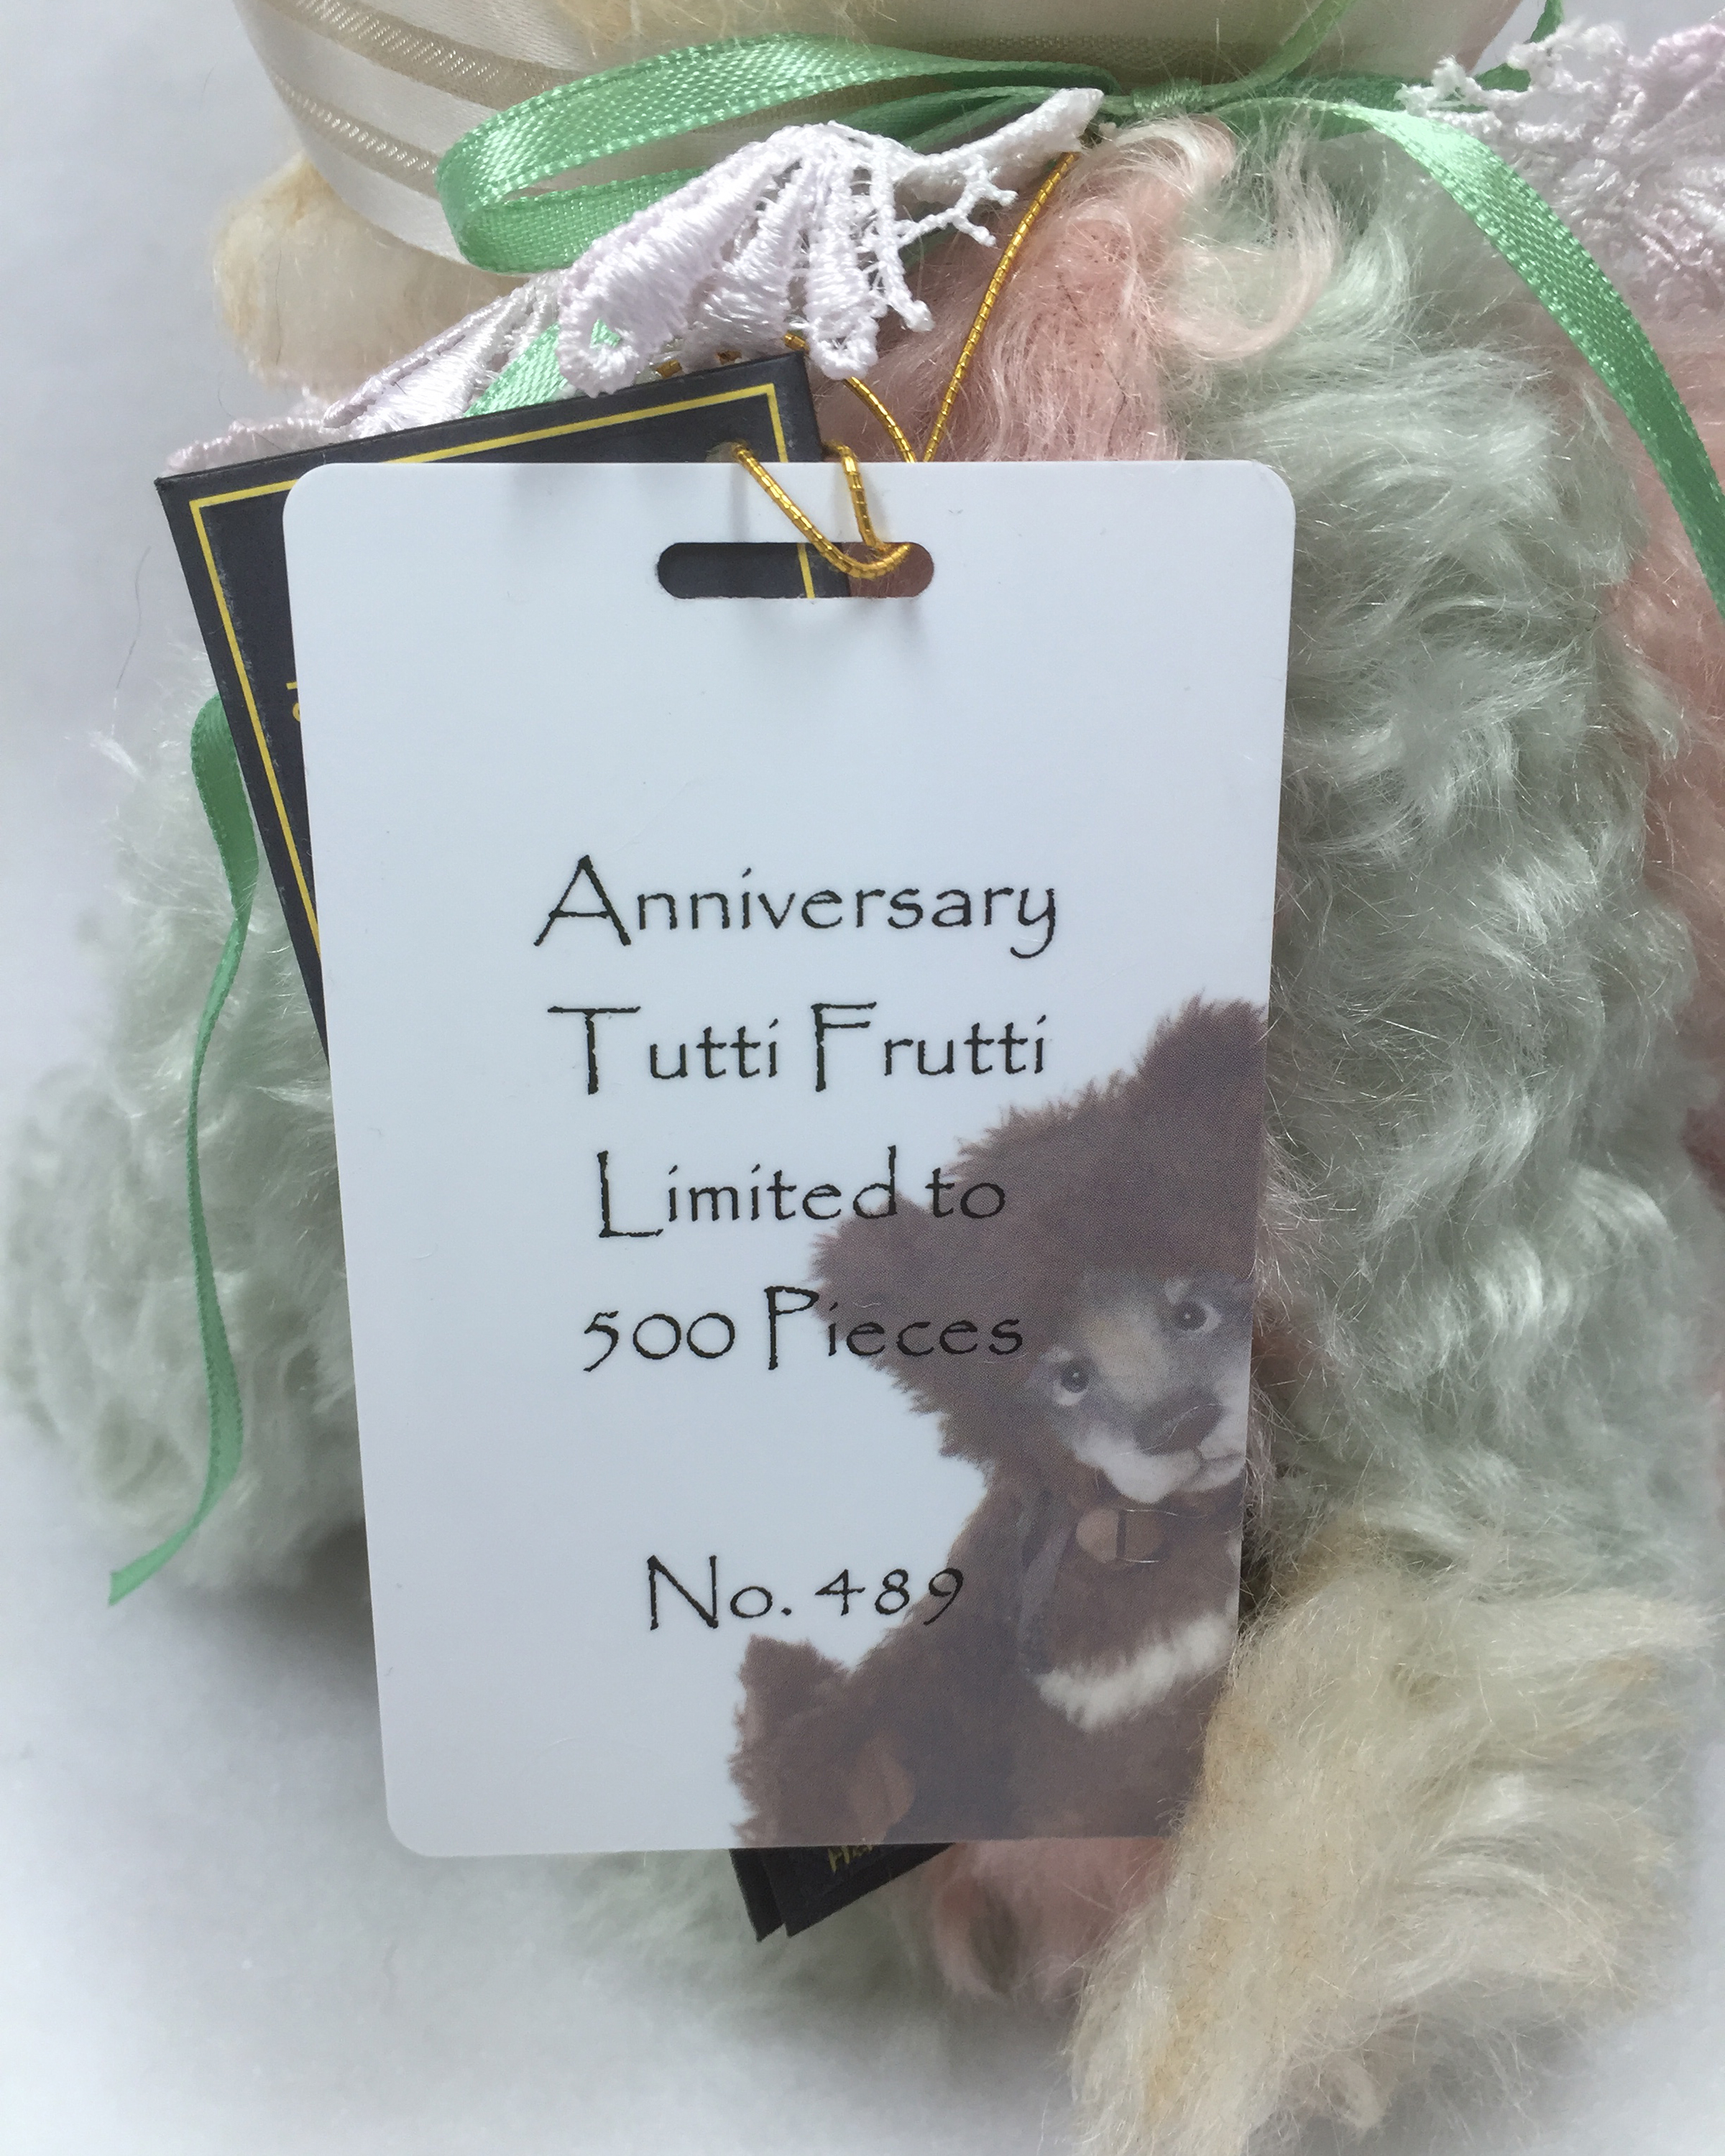 Anniversary
Tutti Frutti
Limited to
500 Pieces
No. 489